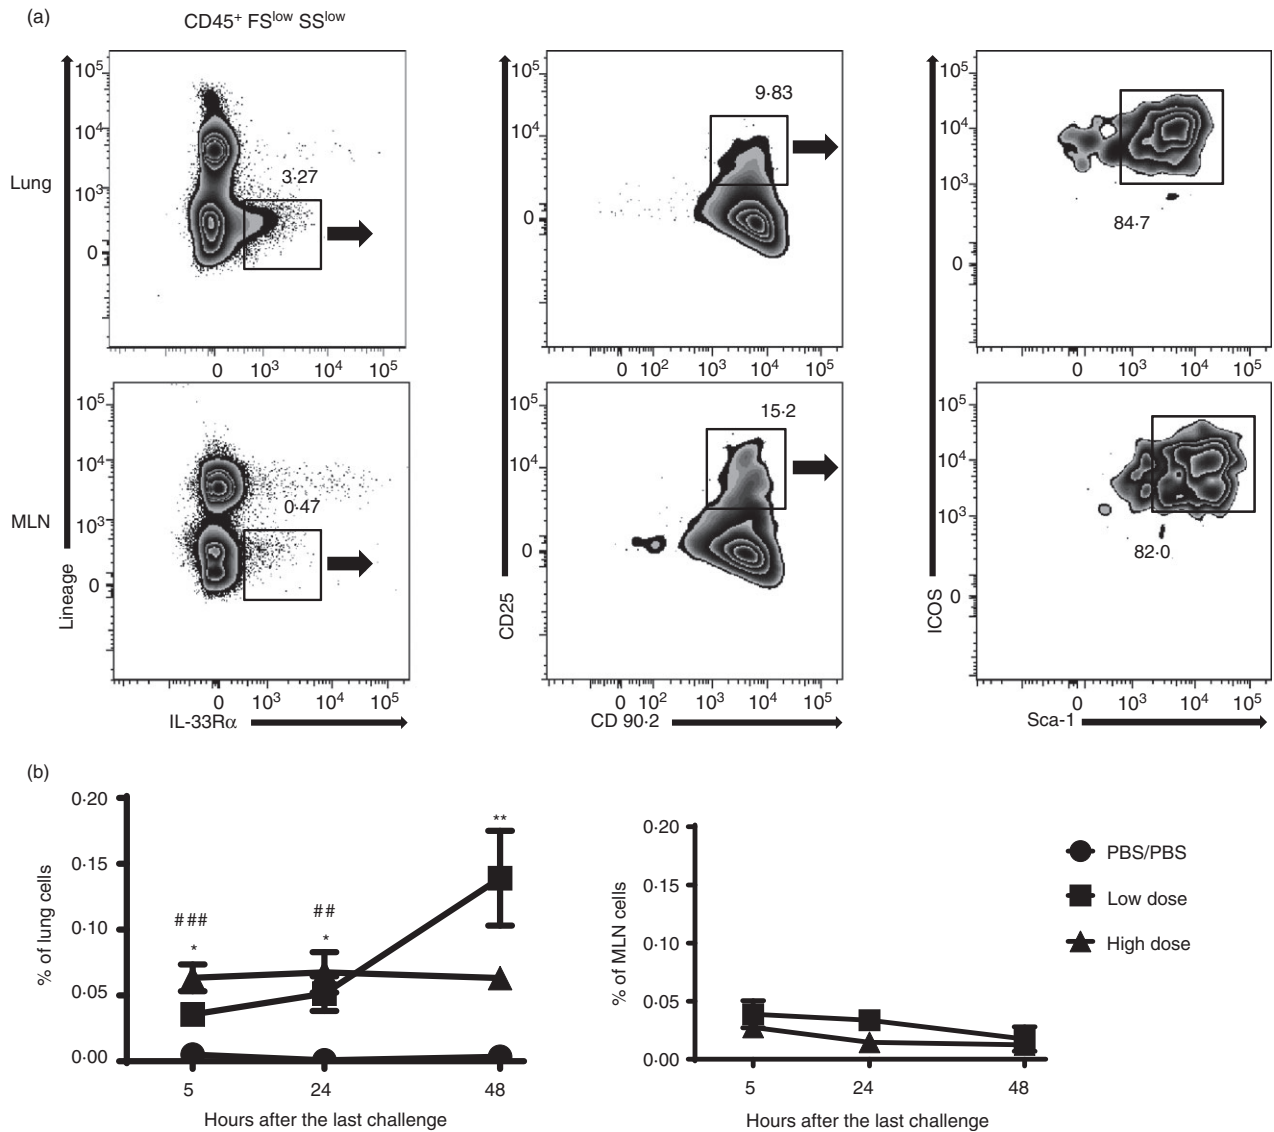 (a)
CD45+ FSlow SSlow
Lung
Lineage
10⁵
10⁴
10³
0
3·27
0 10³ 10⁴ 10⁵
10⁵
10⁴
0
9·83
0 10² 10³ 10⁴ 10⁵
10⁵
10⁴
10³
0
84·7
0 10³ 10⁴ 10⁵
MLN
10⁵
10⁴
10³
0
0·47
0 10³ 10⁴ 10⁵
IL-33Rα
CD25
10⁵
10⁴
0
15·2
0 10² 10³ 10⁴ 10⁵
CD 90·2
ICOS
10⁵
10⁴
10³
0
82·0
0 10³ 10⁴ 10⁵
Sca-1
(b)
% of lung cells
0·20
0·15
0·10
0·05
0·00
###
*
##
*
**
5 24 48
Hours after the last challenge
% of MLN cells
0·20
0·15
0·10
0·05
0·00
5 24 48
Hours after the last challenge
PBS/PBS
Low dose
High dose